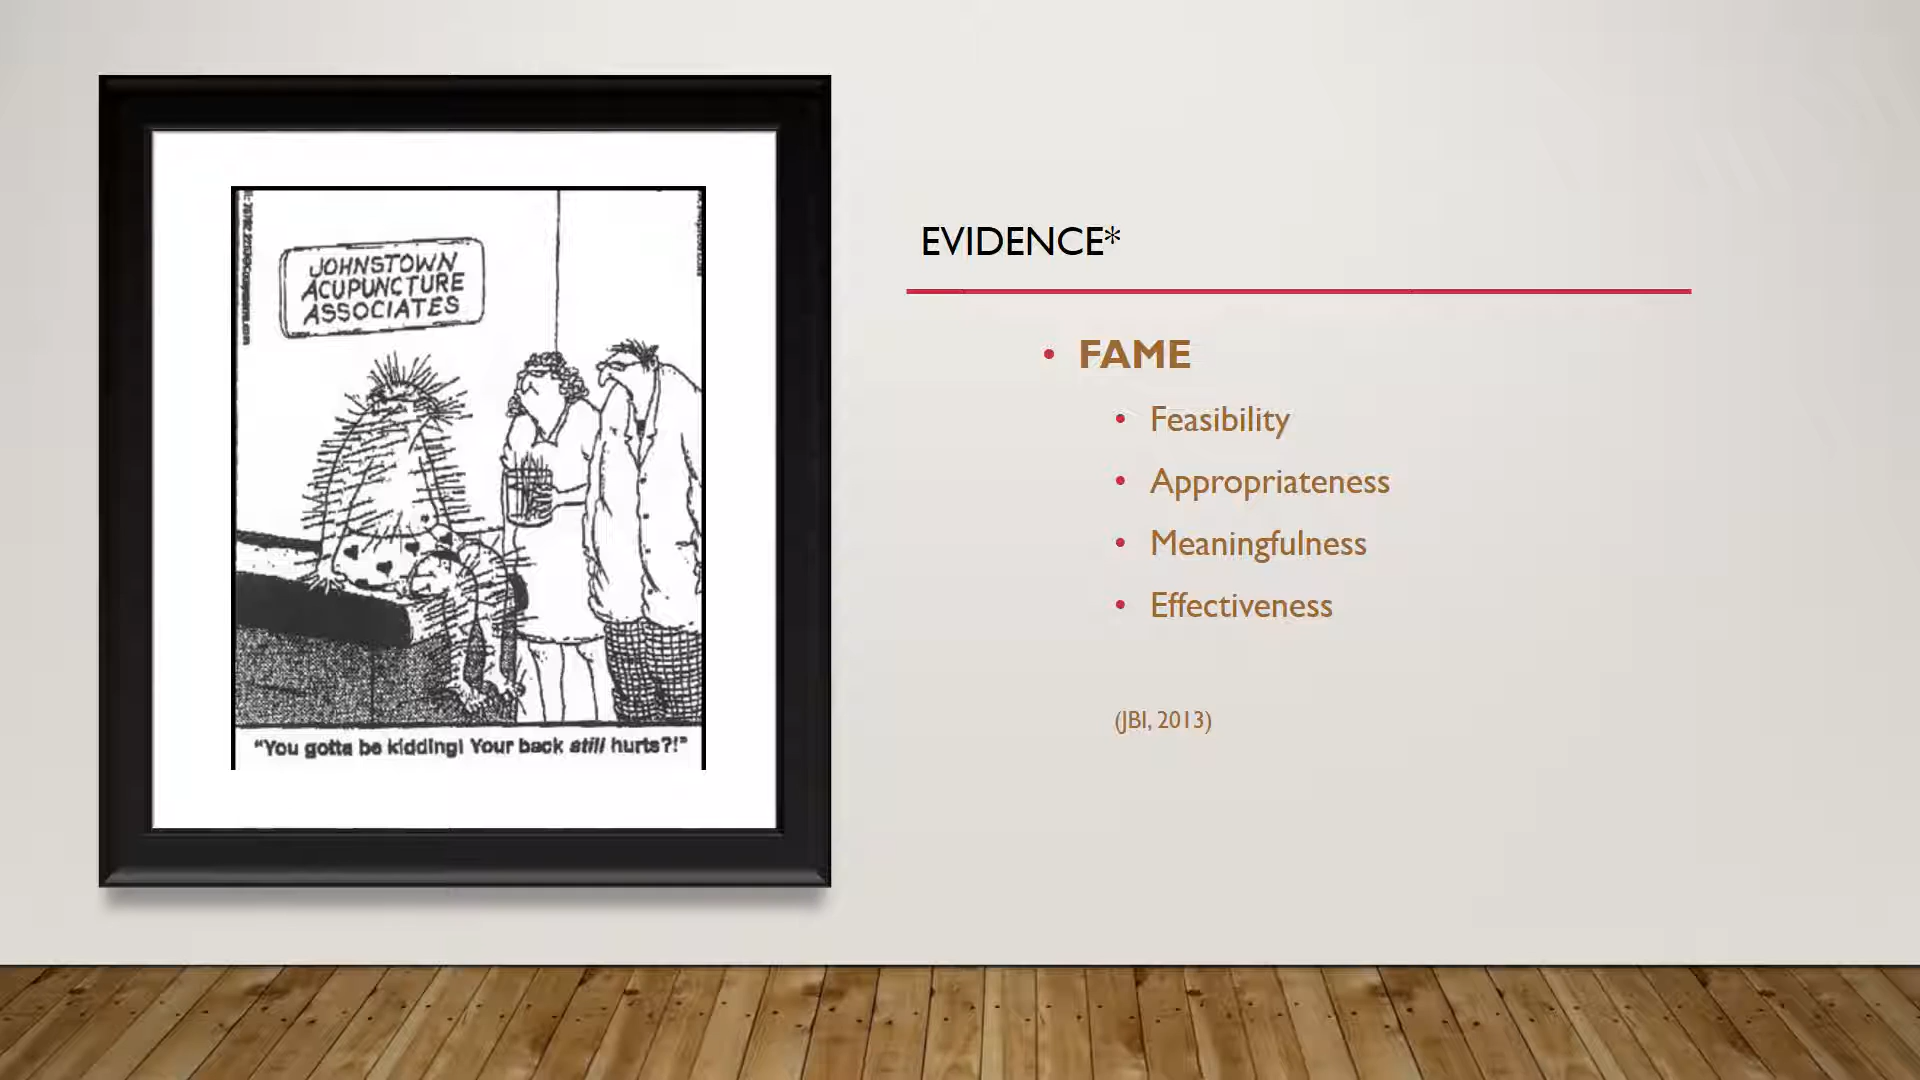 JOHNSTOWN
ACUPUNCTURE
ASSOCIATES
"You gotta be kidding! Your back still hurts?!"
EVIDENCE*
• FAME
• Feasibility
• Appropriateness
• Meaningfulness
• Effectiveness
(JBI, 2013)